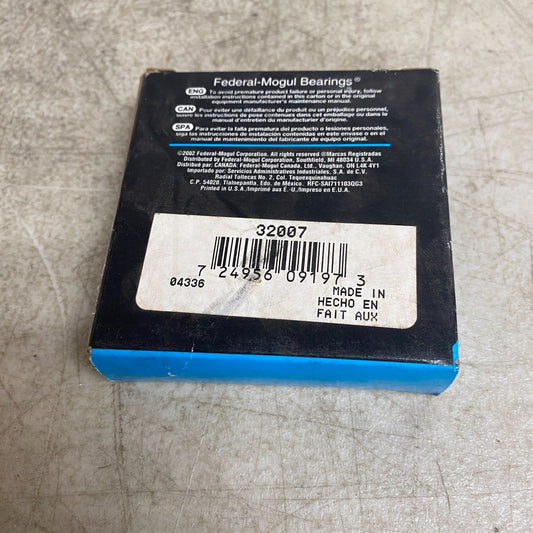 Federal-Mogul Bearings®
ENG To avoid premature product failure or personal injury, follow
installation instructions contained in this carton or in the original
equipment manufacturer's maintenance manual.
CAN Pour eviter une défaillance du produit ou un préjudice personnel,
suivre les instructions de pose contenues dans cet emballage ou dans le
manual d'entretien du manufacturier d'origine.
SPA Para evitar la falla prematura del producto o lesiones personales,
siga las instrucciones de instalación contenidas en este envase o en el
manual de mantenimiento del fabricante de equipo original.
©2002 Federal-Mogul Corporation. All rights reserved ®Marcas Registradas
Distributed by Federal-Mogul Corporation, Southfield, MI 48034 U.S.A.
Distribué par: CANADA: Federal-Mogul Canada, Ltd., Vaughan, ON L4K 4Y1
Importado por: Servicios Administrativos Industriales, S.A. de C.V.
Radial Toltecas No. 2, Col. Tequexquinahuac
C.P. 54020, Tlalnepantla, Edo. de México. RFC-SAI711103QG3
Printed in U.S.A./Imprimé aux E.U./Impreso en E.U.A.
32007
7 24956 09197 3
04336
MADE IN
HECHO EN
FAIT AUX